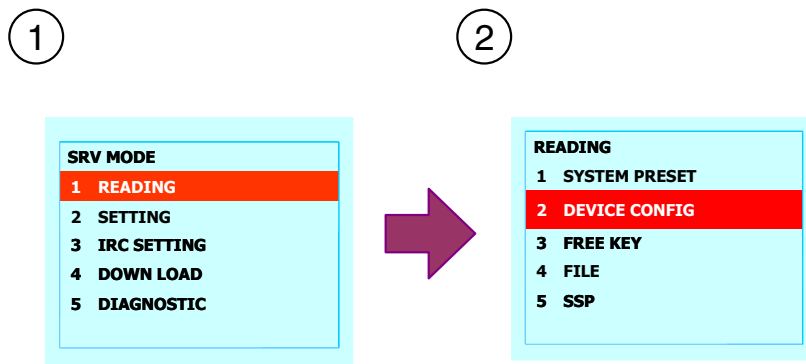 1
2
SRV MODE
1 READING
2 SETTING
3 IRC SETTING
4 DOWN LOAD
5 DIAGNOSTIC
READING
1 SYSTEM PRESET
2 DEVICE CONFIG
3 FREE KEY
4 FILE
5 SSP